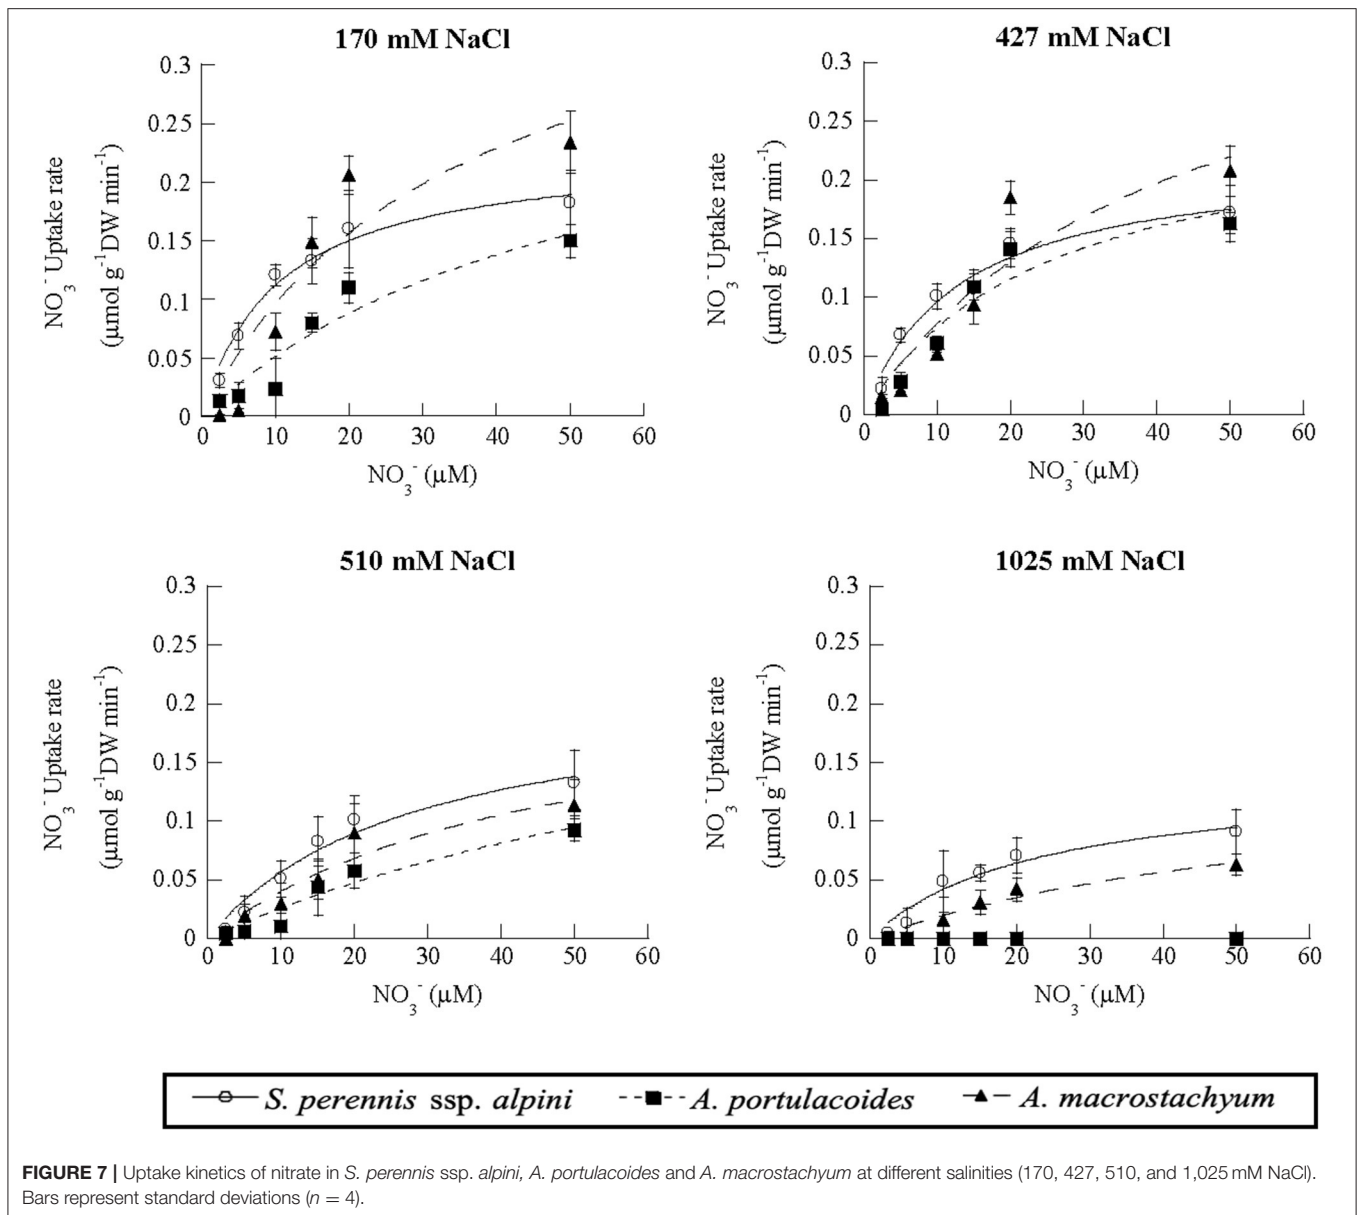 170 mM NaCl
0.3
0.25
0.2
0.15
0.1
0.05
0
0 10 20 30 40 50 60
NO₃⁻ Uptake rate
(μmol g⁻¹DW min⁻¹)
NO₃⁻ (μM)
427 mM NaCl
0.3
0.25
0.2
0.15
0.1
0.05
0
0 10 20 30 40 50 60
NO₃⁻ Uptake rate
(μmol g⁻¹DW min⁻¹)
NO₃⁻ (μM)
510 mM NaCl
0.3
0.25
0.2
0.15
0.1
0.05
0
0 10 20 30 40 50 60
NO₃⁻ Uptake rate
(μmol g⁻¹DW min⁻¹)
NO₃⁻ (μM)
1025 mM NaCl
0.3
0.25
0.2
0.15
0.1
0.05
0
0 10 20 30 40 50 60
NO₃⁻ Uptake rate
(μmol g⁻¹DW min⁻¹)
NO₃⁻ (μM)
S. perennis ssp. alpini A. portulacoides A. macrostachyum
FIGURE 7 | Uptake kinetics of nitrate in S. perennis ssp. alpini, A. portulacoides and A. macrostachyum at different salinities (170, 427, 510, and 1,025 mM NaCl).
Bars represent standard deviations (n = 4).